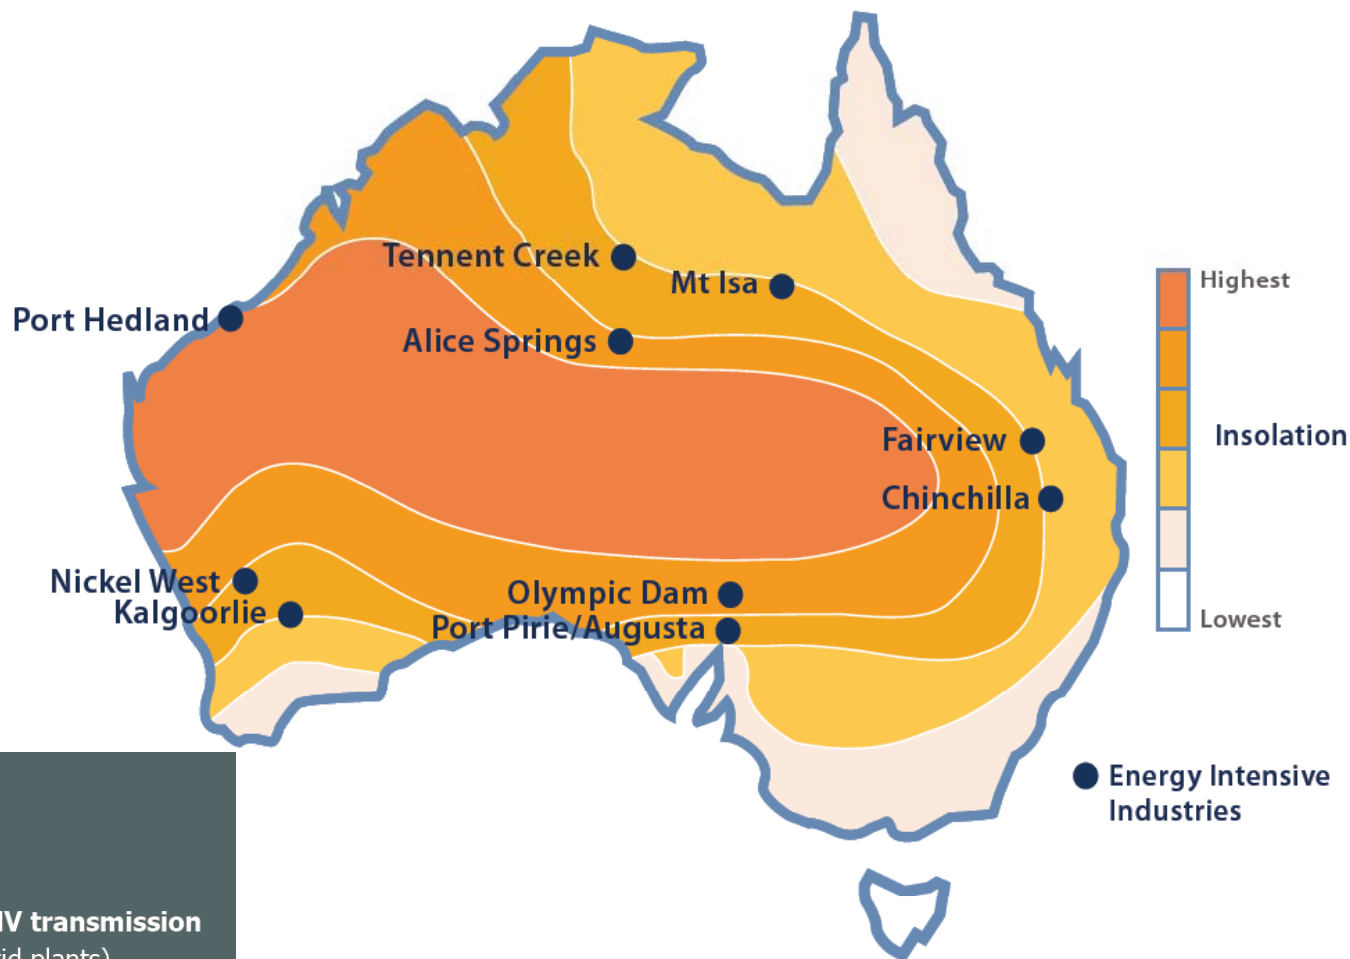 Tennent Creek
Mt Isa
Highest
Port Hedland
Alice Springs
Insolation
Fairview
Chinchilla
Nickel West
Olympic Dam
Kalgoorlie
Port Pirie/Augusta
Lowest
Energy Intensive
Industries
transmission
plants)